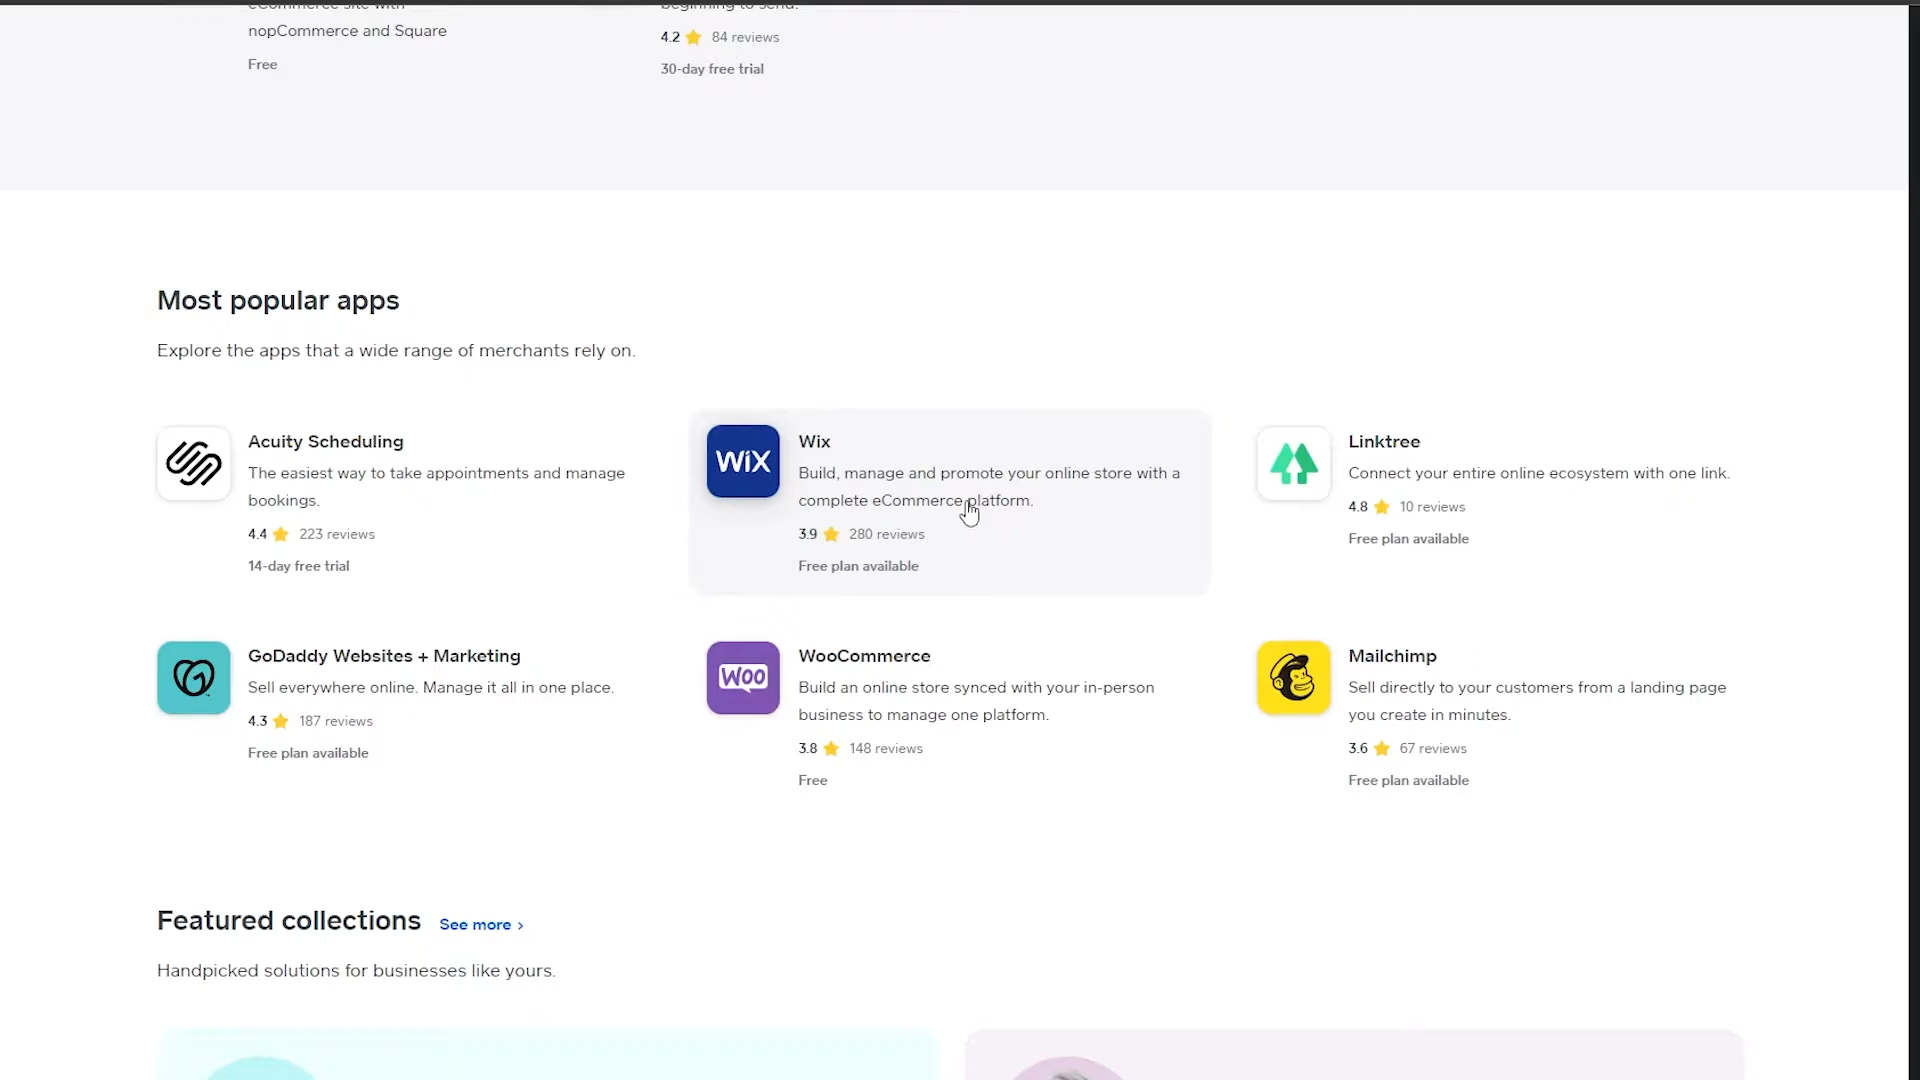 eCommerce site with
nopCommerce and Square
Free
beginning to send.
4.2 84 reviews
30-day free trial
Most popular apps
Explore the apps that a wide range of merchants rely on.
Acuity Scheduling
The easiest way to take appointments and manage
bookings.
4.4 223 reviews
14-day free trial
WiX
Wix
Build, manage and promote your online store with a
complete eCommerce platform.
3.9 280 reviews
Free plan available
Linktree
Connect your entire online ecosystem with one link.
4.8 10 reviews
Free plan available
GoDaddy Websites + Marketing
Sell everywhere online. Manage it all in one place.
4.3 187 reviews
Free plan available
Woo
WooCommerce
Build an online store synced with your in-person
business to manage one platform.
3.8 148 reviews
Free
Mailchimp
Sell directly to your customers from a landing page
you create in minutes.
3.6 67 reviews
Free plan available
Featured collections See more ›
Handpicked solutions for businesses like yours.